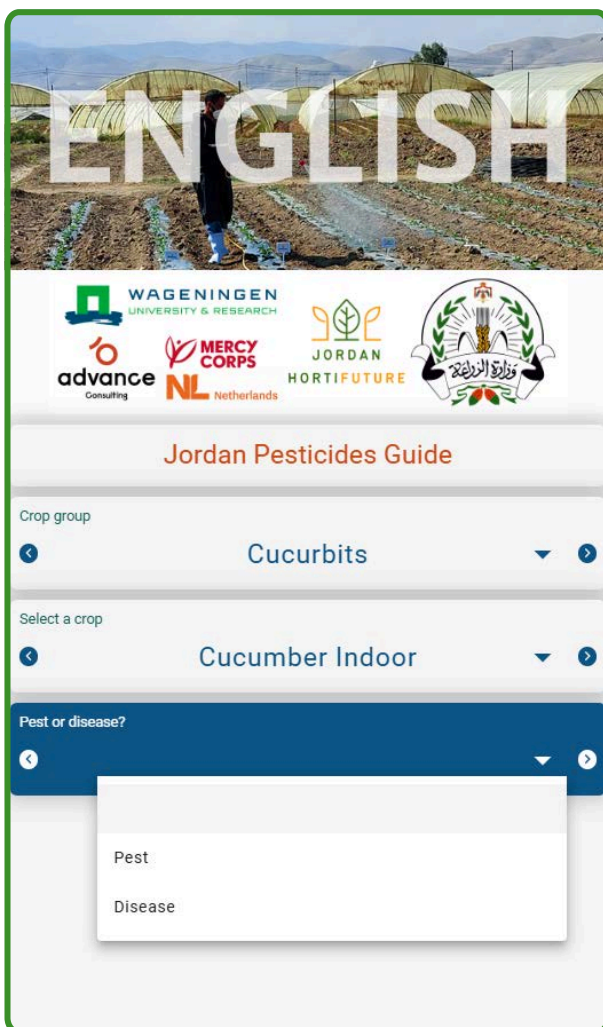 ENGLISH
WAGENINGEN
UNIVERSITY & RESEARCH
advance
Consulting
MERCY
CORPS
NL Netherlands
JORDAN
HORTIFUTURE
وزارة الزراعة
Jordan Pesticides Guide
Crop group
Cucurbits
Select a crop
Cucumber Indoor
Pest or disease?
Pest
Disease